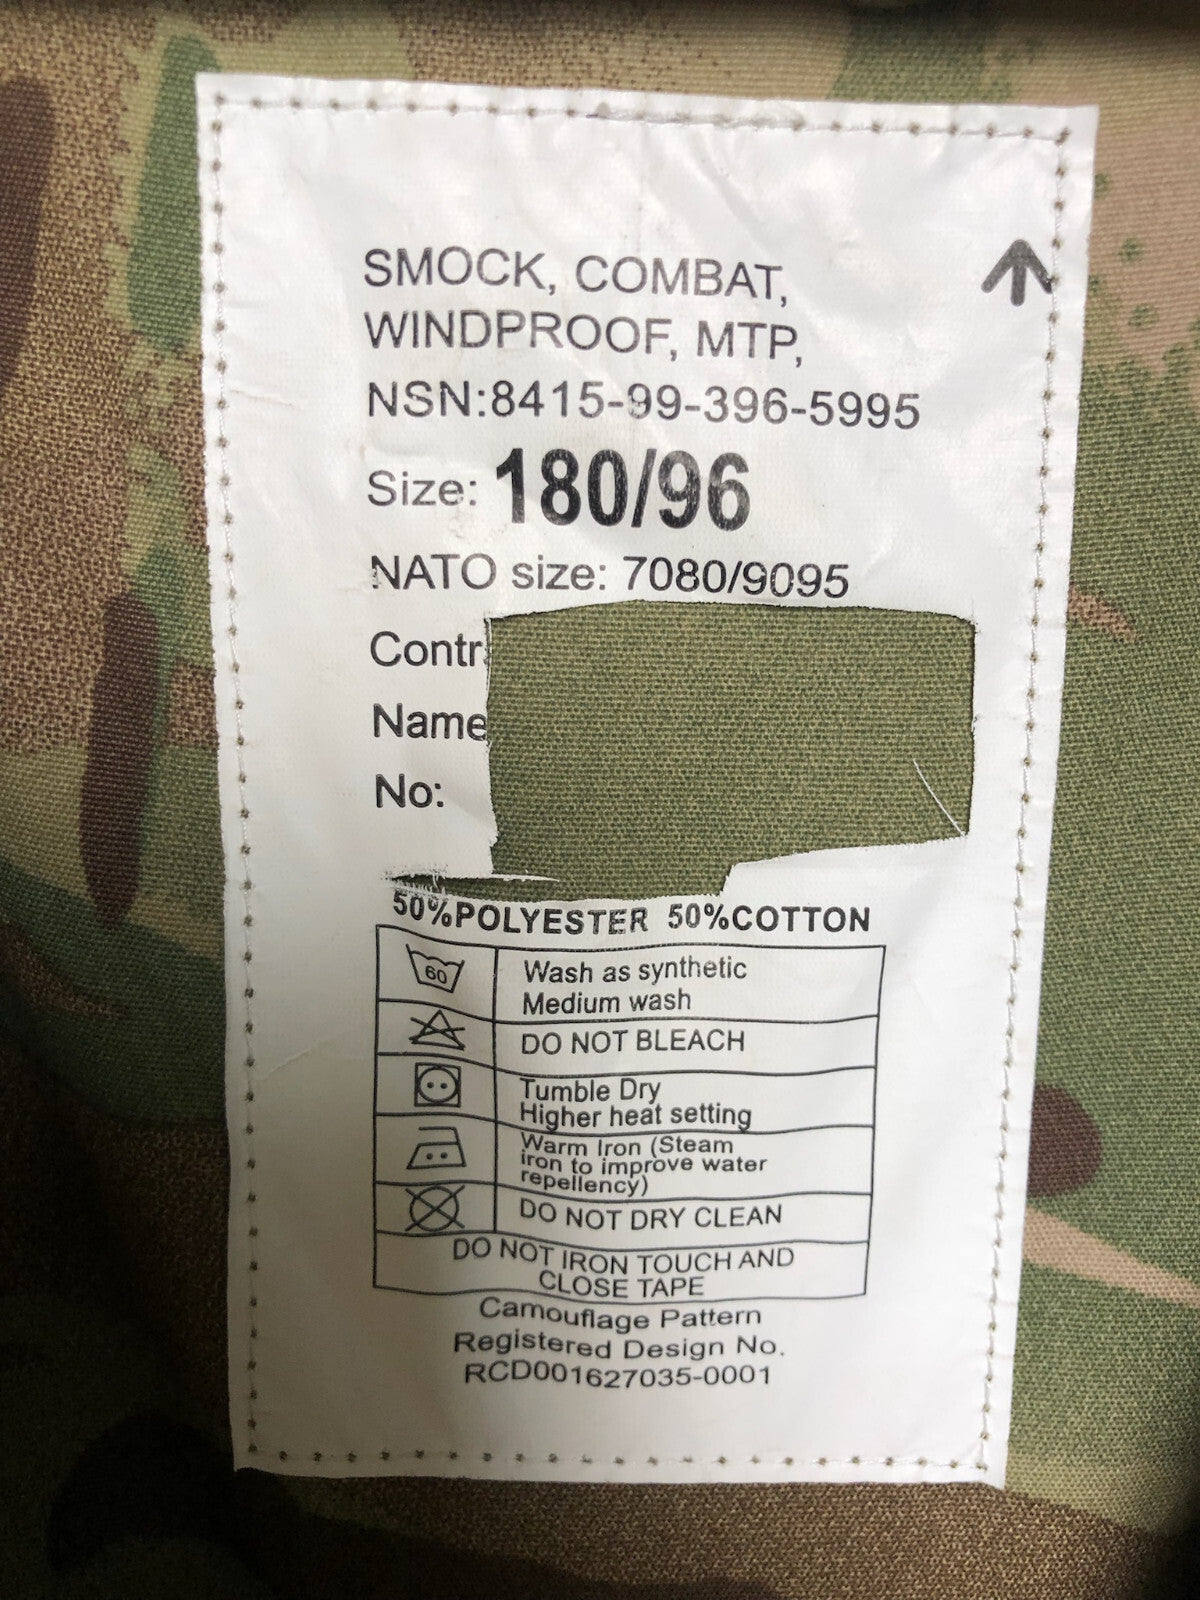 SMOCK, COMBAT,
WINDPROOF, MTP,
NSN:8415-99-396-5995
Size: 180/96
NATO size: 7080/9095
Contr
Name
No:
50%POLYESTER 50%COTTON
60
Wash as synthetic
Medium wash
DO NOT BLEACH
Tumble Dry
Higher heat setting
Warm Iron (Steam
iron to improve water
repellency)
DO NOT DRY CLEAN
DO NOT IRON TOUCH AND
CLOSE TAPE
Camouflage Pattern
Registered Design No.
RCD001627035-0001